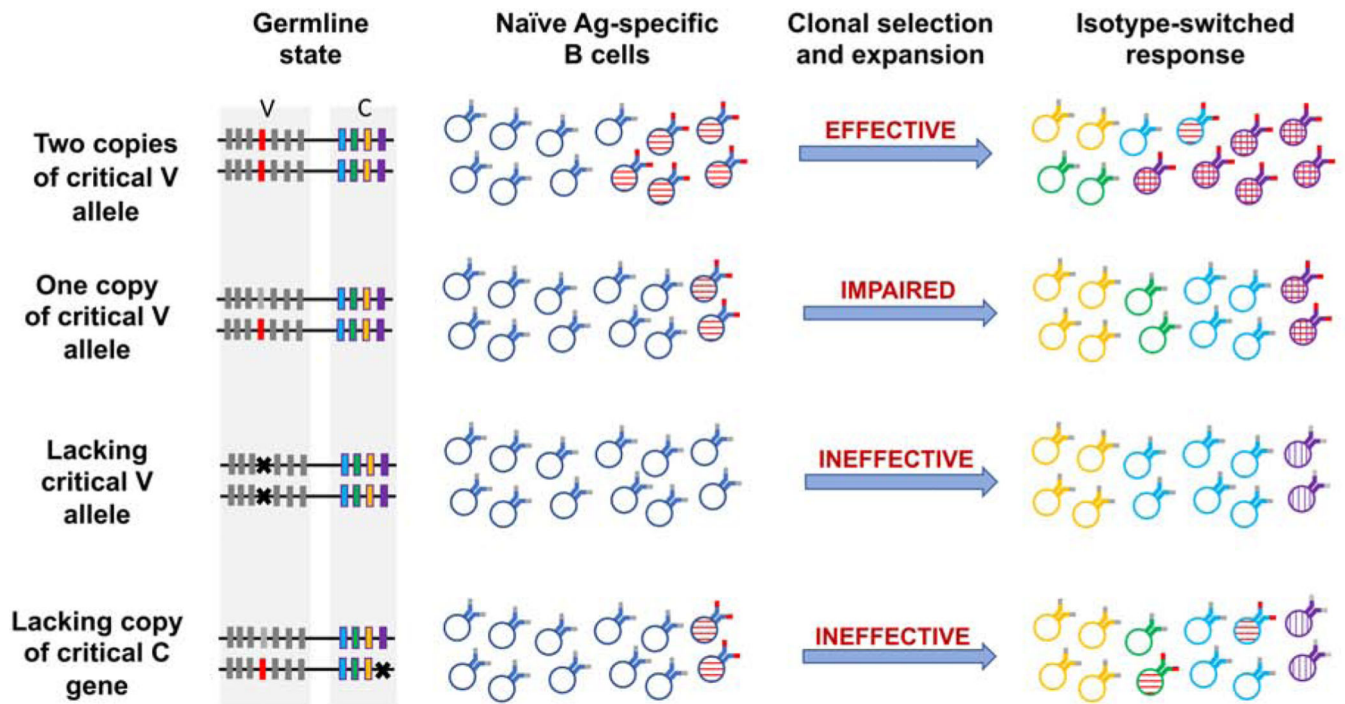 Germline
state
Naïve Ag-specific
B cells
Clonal selection
and expansion
Isotype-switched
response
V
C
Two copies
of critical V
allele
EFFECTIVE
One copy
of critical V
allele
IMPAIRED
Lacking
critical V
allele
INEFFECTIVE
Lacking copy
of critical C
gene
INEFFECTIVE